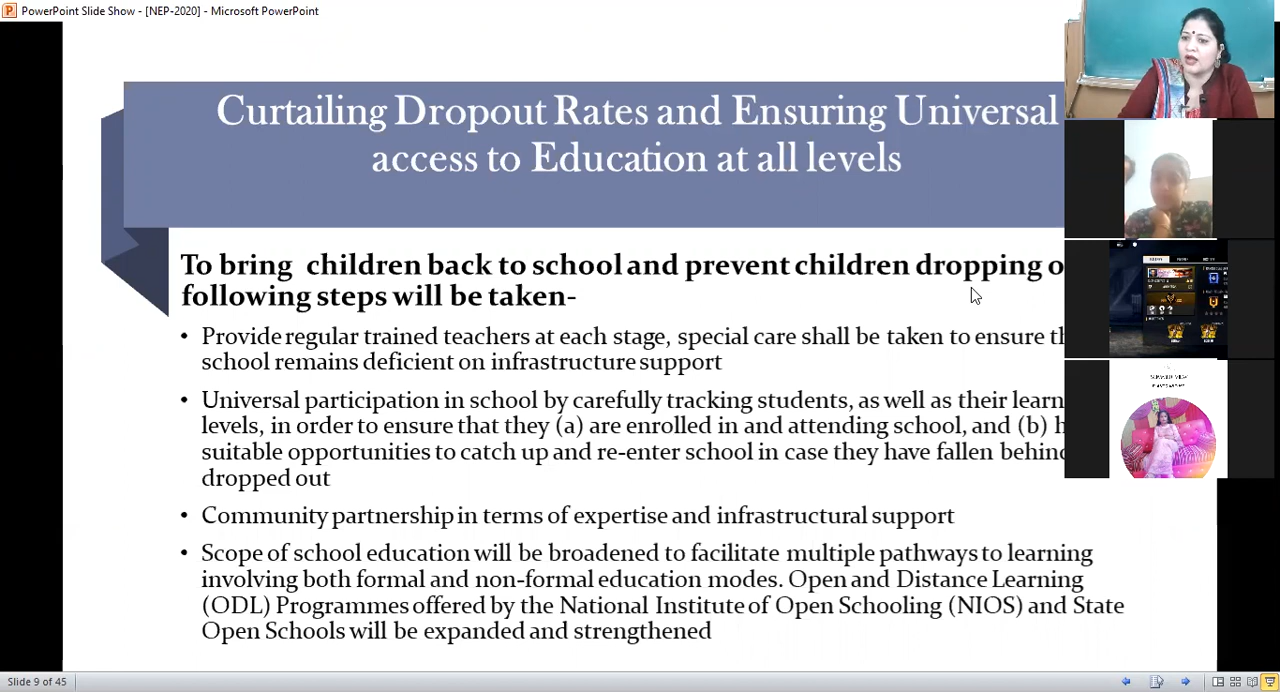 PowerPoint Slide Show - [NEP-2020] - Microsoft PowerPoint
Curtailing Dropout Rates and Ensuring Universal
access to Education at all levels
To bring children back to school and prevent children dropping
following steps will be taken-
• Provide regular trained teachers at each stage, special care shall be taken to ensure
school remains deficient on infrastructure support
• Universal participation in school by carefully tracking students, as well as their
levels, in order to ensure that they (a) are enrolled in and attending school, and (b)
suitable opportunities to catch up and re-enter school in case they have fallen
dropped out
• Community partnership in terms of expertise and infrastructural support
• Scope of school education will be broadened to facilitate multiple pathways to learning
involving both formal and non-formal education modes. Open and Distance Learning
(ODL) Programmes offered by the National Institute of Open Schooling (NIOS) and State
Open Schools will be expanded and strengthened
Slide 9 of 45